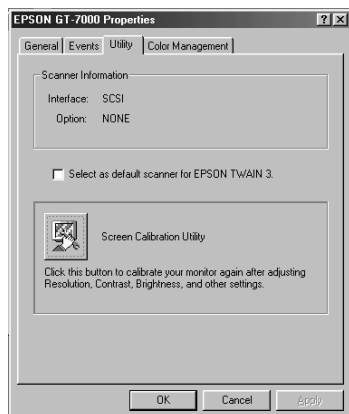 EPSON GT-7000 Properties
General Events Utility Color Management
Scanner Information
Interface: SCSI
Option: NONE
Select as default scanner for EPSON TWAIN 3.
Screen Calibration Utility
Click this button to calibrate your monitor again after adjusting
Resolution, Contrast, Brightness, and other settings.
OK Cancel Apply